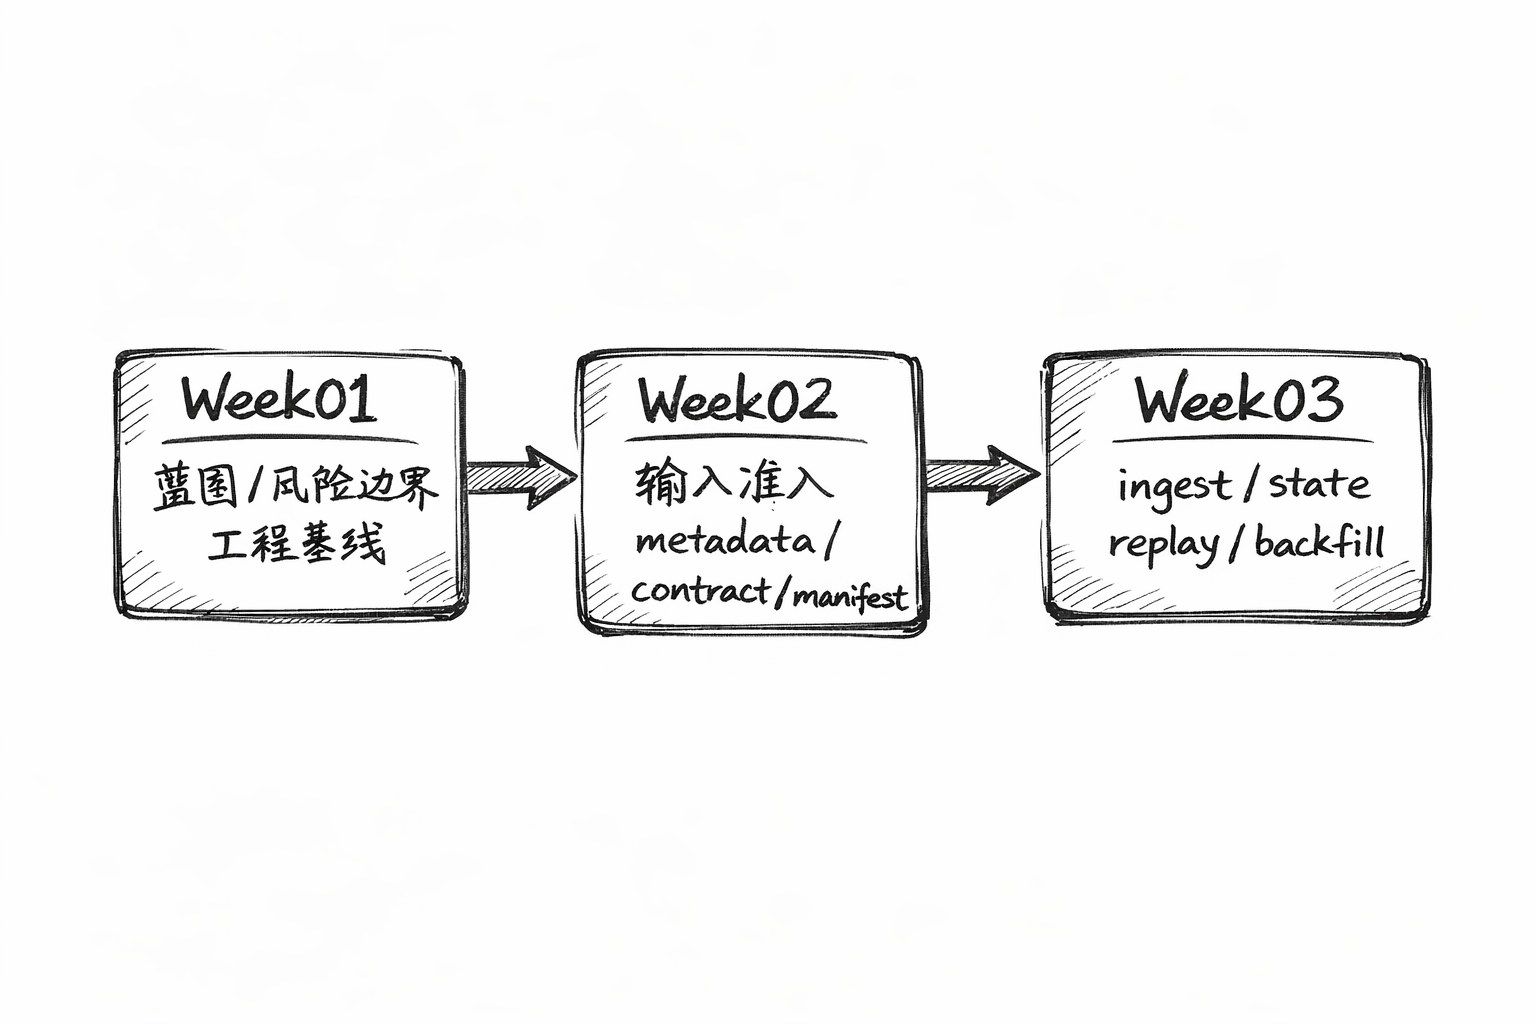 Week01
蓝图/风险边界
工程基线
Week02
输入准入
metadata/
contract/manifest
Week03
ingest/state
replay/backfill